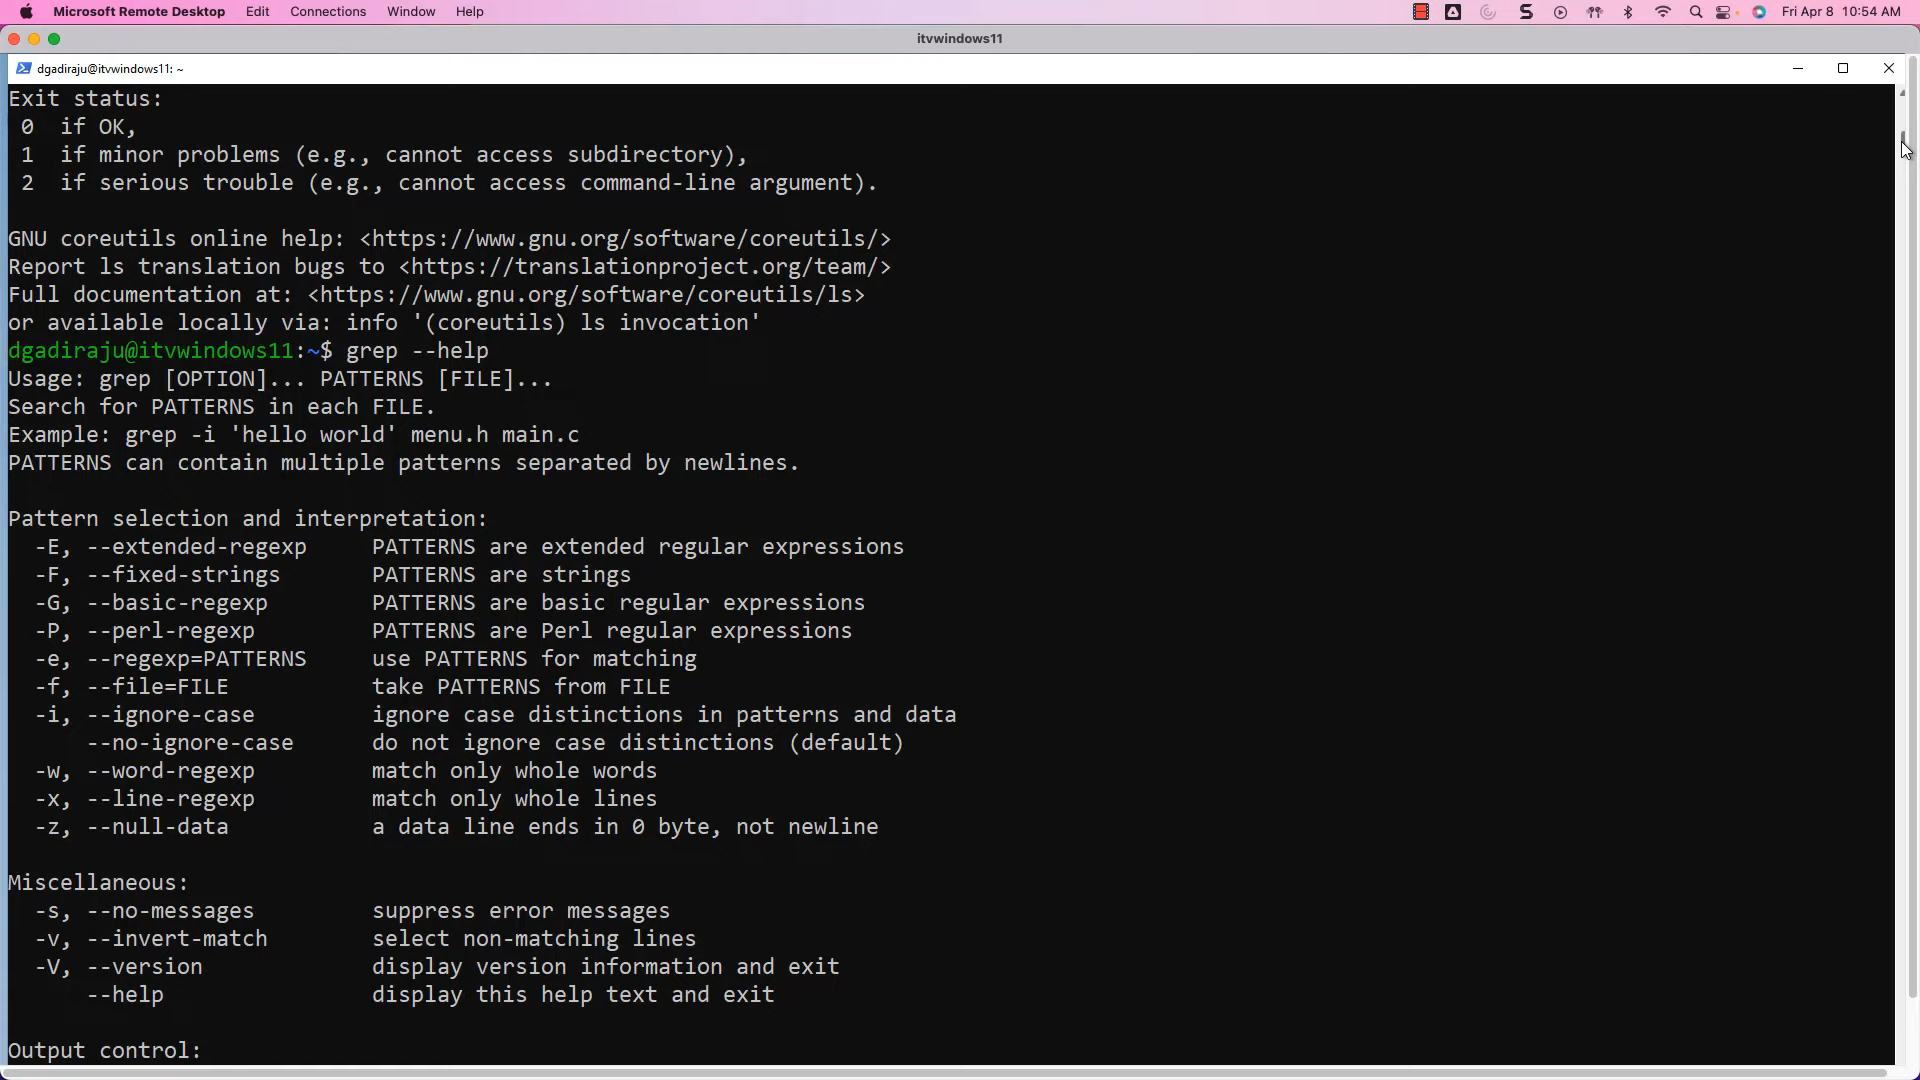 Microsoft Remote Desktop Edit Connections Window Help Fri Apr 8 10:54 AM
itvwindows11
dgadiraju@itvwindows11: ~
Exit status:
0 if OK,
1 if minor problems (e.g., cannot access subdirectory),
2 if serious trouble (e.g., cannot access command-line argument).
GNU coreutils online help: <https://www.gnu.org/software/coreutils/>
Report ls translation bugs to <https://translationproject.org/team/>
Full documentation at: <https://www.gnu.org/software/coreutils/ls>
or available locally via: info '(coreutils) ls invocation'
dgadiraju@itvwindows11:~$ grep --help
Usage: grep [OPTION]... PATTERNS [FILE]...
Search for PATTERNS in each FILE.
Example: grep -i 'hello world' menu.h main.c
PATTERNS can contain multiple patterns separated by newlines.
Pattern selection and interpretation:
-E, --extended-regexp PATTERNS are extended regular expressions
-F, --fixed-strings PATTERNS are strings
-G, --basic-regexp PATTERNS are basic regular expressions
-P, --perl-regexp PATTERNS are Perl regular expressions
-e, --regexp=PATTERNS use PATTERNS for matching
-f, --file=FILE take PATTERNS from FILE
-i, --ignore-case ignore case distinctions in patterns and data
--no-ignore-case do not ignore case distinctions (default)
-w, --word-regexp match only whole words
-x, --line-regexp match only whole lines
-z, --null-data a data line ends in 0 byte, not newline
Miscellaneous:
-s, --no-messages suppress error messages
-v, --invert-match select non-matching lines
-V, --version display version information and exit
--help display this help text and exit
Output control: